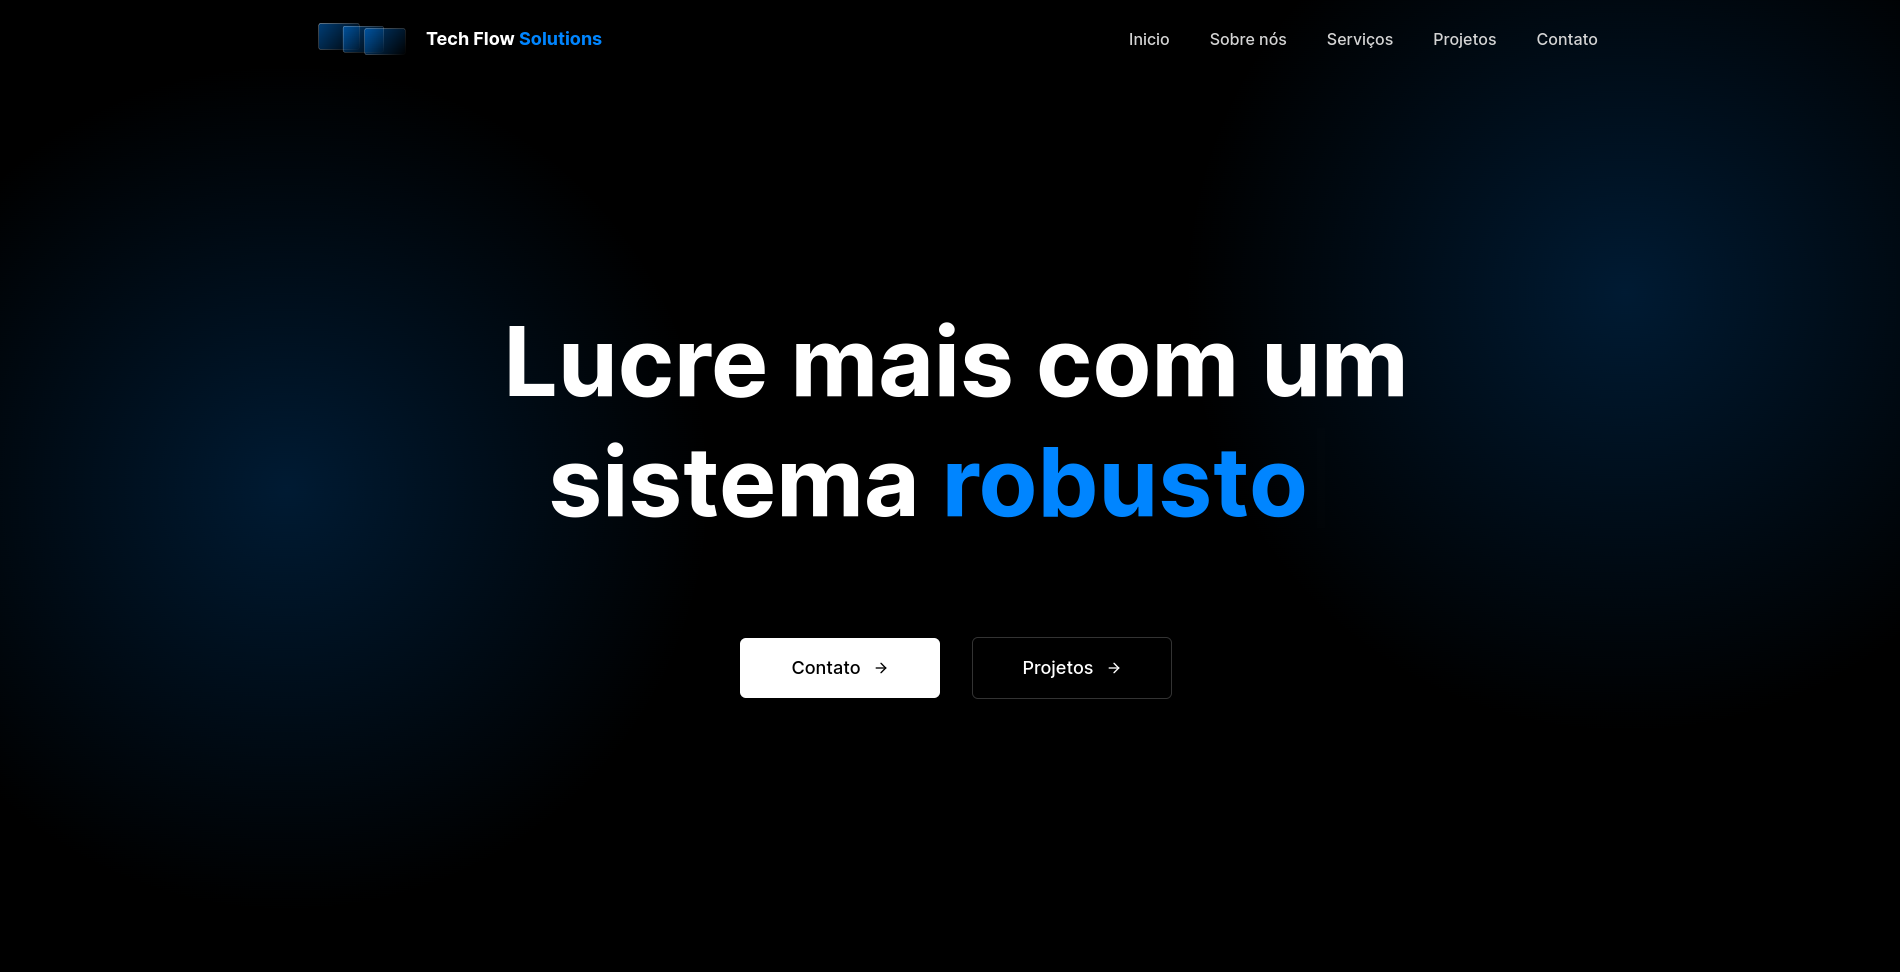 Tech Flow Solutions
Inicio
Sobre nós
Serviços
Projetos
Contato
Lucre mais com um
sistema robusto
Contato →
Projetos →